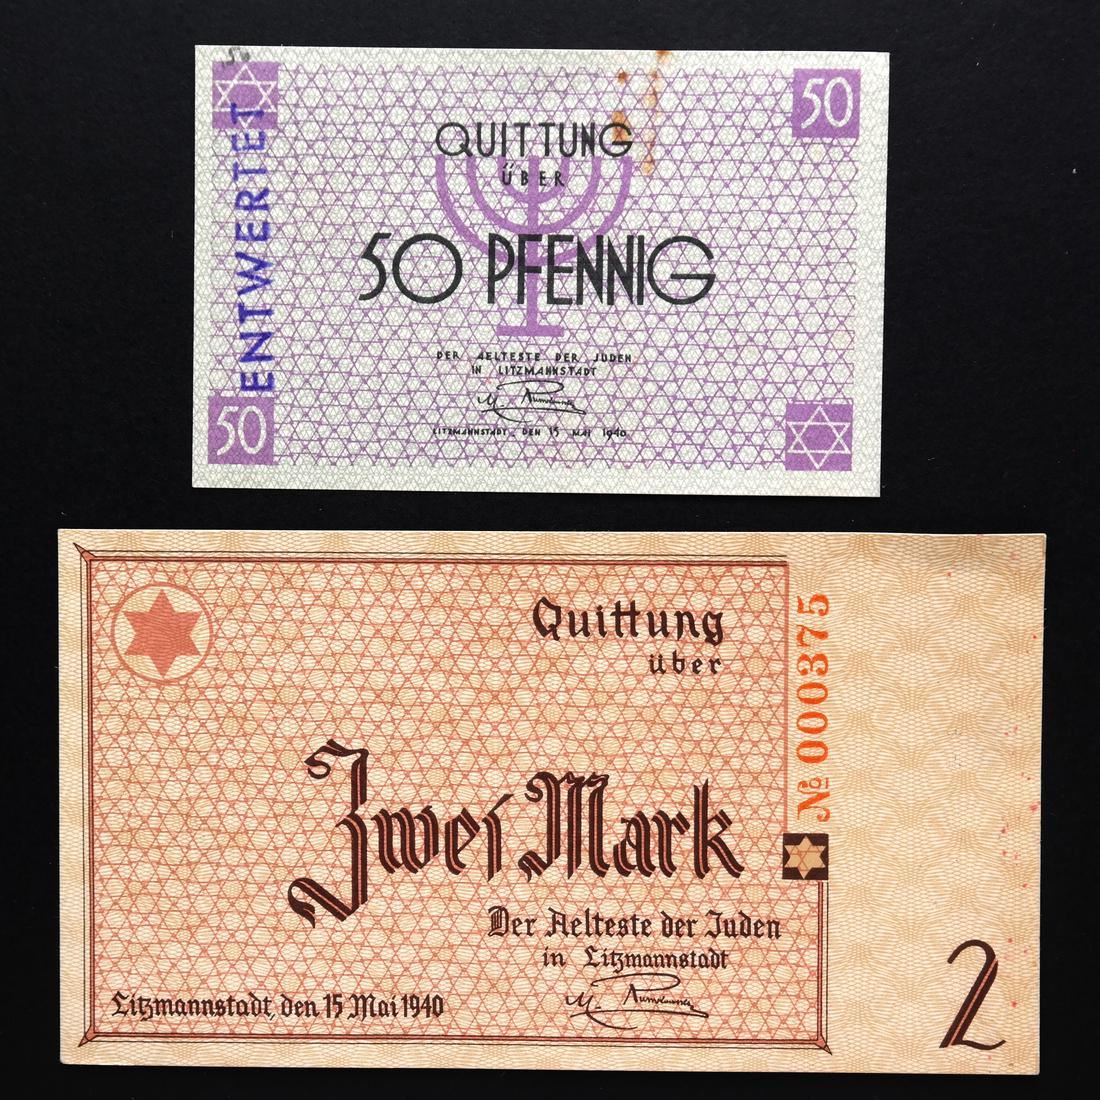 50
QUITTUNG
ÜBER
50 PFENNIG
DER AELTESTE DER JUDEN
IN LITZMANNSTADT
LITZMANNSTADT, DEN 15 MAI 1940
50
ENTWERTET
Quittung
über
Zwei Mark
№ 000375
Der Aelteste der Juden
in Litzmannstadt
Litzmannstadt, den 15 Mai 1940
2